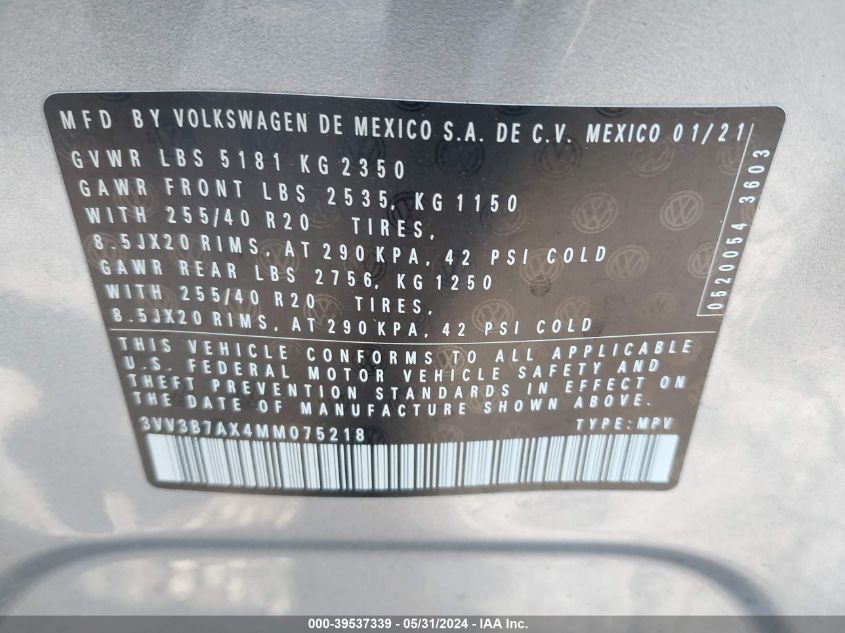 MFD BY VOLKSWAGEN DE MEXICO S.A. DE C.V. MEXICO 01/21
GVWR LBS 5181 KG 2350
GAWR FRONT LBS 2535, KG 1150
WITH 255/40 R20 TIRES,
8.5JX20 RIMS, AT 290 KPA, 42 PSI COLD
GAWR REAR LBS 2756, KG 1250
WITH 255/40 R20 TIRES,
8.5JX20 RIMS, AT 290 KPA, 42 PSI COLD
THIS VEHICLE CONFORMS TO ALL APPLICABLE
U.S. FEDERAL MOTOR VEHICLE SAFETY AND
THEFT PREVENTION STANDARDS IN EFFECT ON
THE DATE OF MANUFACTURE SHOWN ABOVE.
3VV3B7AX4MM075218 TYPE:MPV
0520054 3603
000-39537339 - 05/31/2024 - IAA Inc.